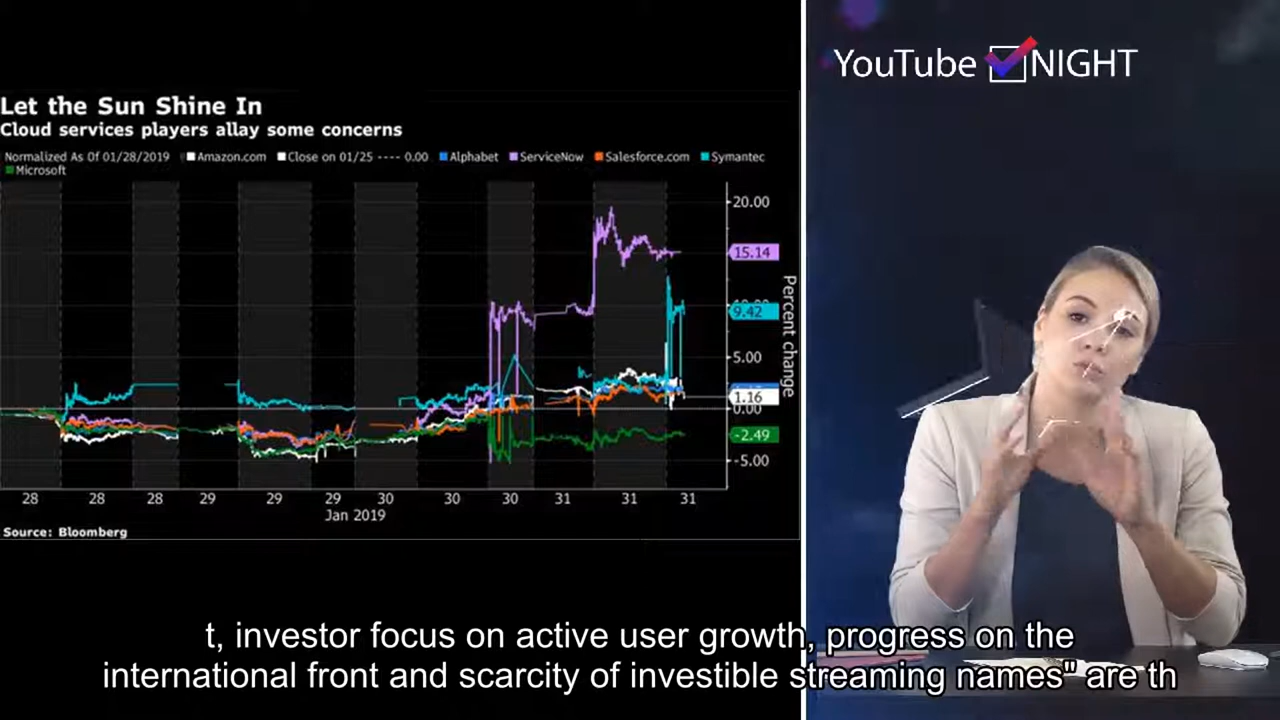 YouTube NIGHT
Let the Sun Shine In
Cloud services players allay some concerns
Normalized As Of 01/28/2019 Amazon.com Close on 01/25 ---- 0.00 Alphabet ServiceNow Salesforce.com Symantec
Microsoft
20.00
15.14
9.42
5.00
1.16
0.00
-2.49
-5.00
Percent change
28 28 28 29 29 29 30 30 30 31 31 31
Jan 2019
Source: Bloomberg
t, investor focus on active user growth, progress on the
international front and scarcity of investible streaming names" are th